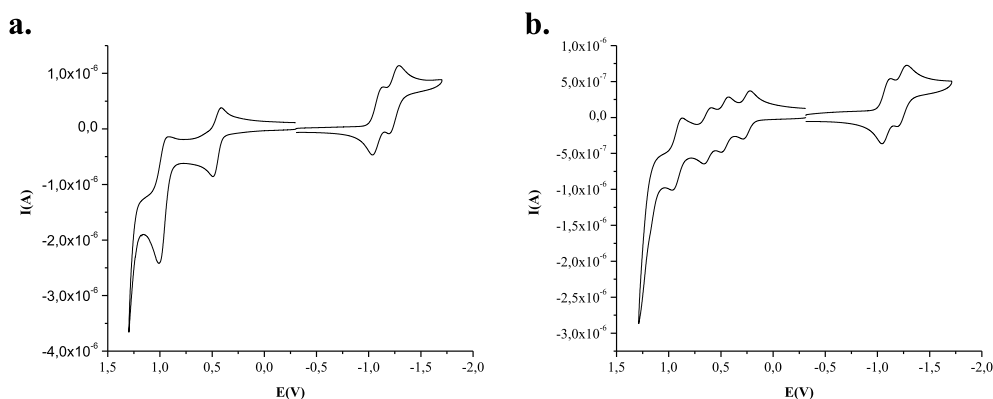 a.
1,0x10-6
0,0
-1,0x10-6
-2,0x10-6
-3,0x10-6
-4,0x10-6
I(A)
1,5 1,0 0,5 0,0 -0,5 -1,0 -1,5 -2,0
E(V)
b.
1,0x10-6
5,0x10-7
0,0
-5,0x10-7
-1,0x10-6
-1,5x10-6
-2,0x10-6
-2,5x10-6
-3,0x10-6
I(A)
1,5 1,0 0,5 0,0 -0,5 -1,0 -1,5 -2,0
E(V)